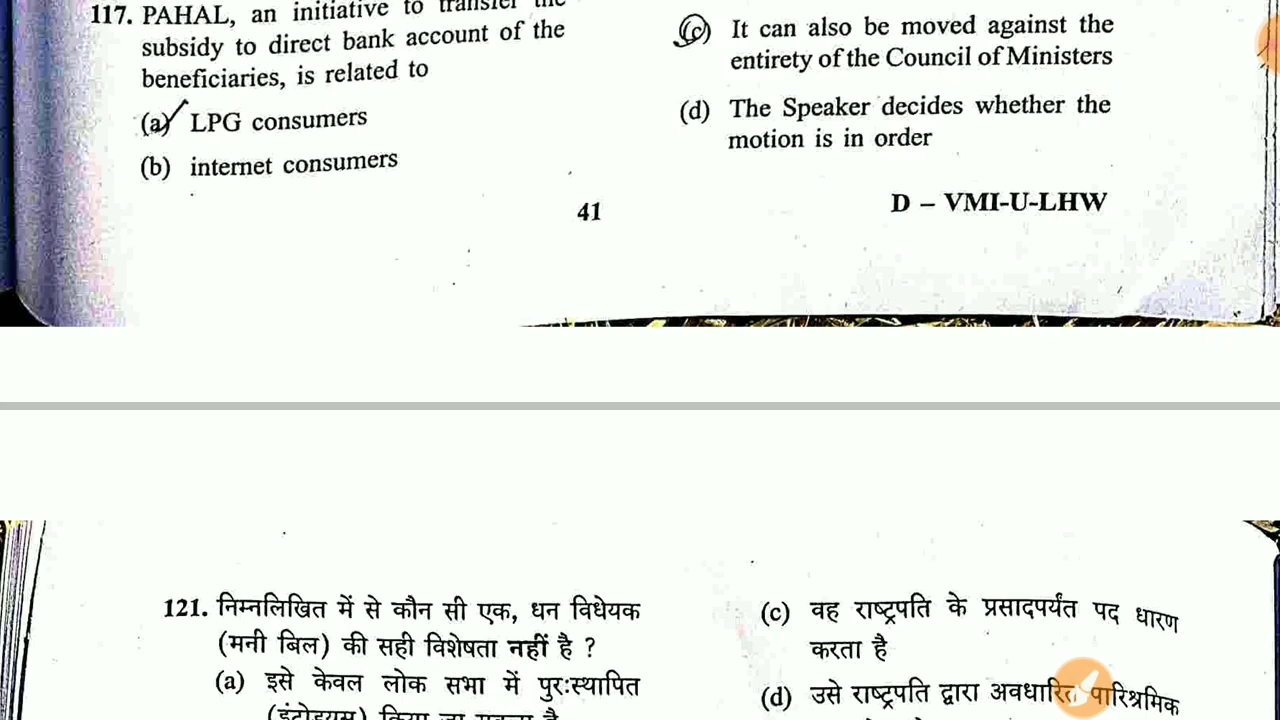 117. PAHAL, an initiative to transfer the
subsidy to direct bank account of the
beneficiaries, is related to
(a) LPG consumers
(b) internet consumers
(c) It can also be moved against the
entirety of the Council of Ministers
(d) The Speaker decides whether the
motion is in order
41
D – VMI-U-LHW
121. निम्नलिखित में से कौन सी एक, धन विधेयक
(मनी बिल) की सही विशेषता नहीं है ?
(a) इसे केवल लोक सभा में पुरःस्थापित
(इंट्रोड्यूस) किया जा सकता है
(c) वह राष्ट्रपति के प्रसादपर्यंत पद धारण
करता है
(d) उसे राष्ट्रपति द्वारा अवधारित पारिश्रमिक